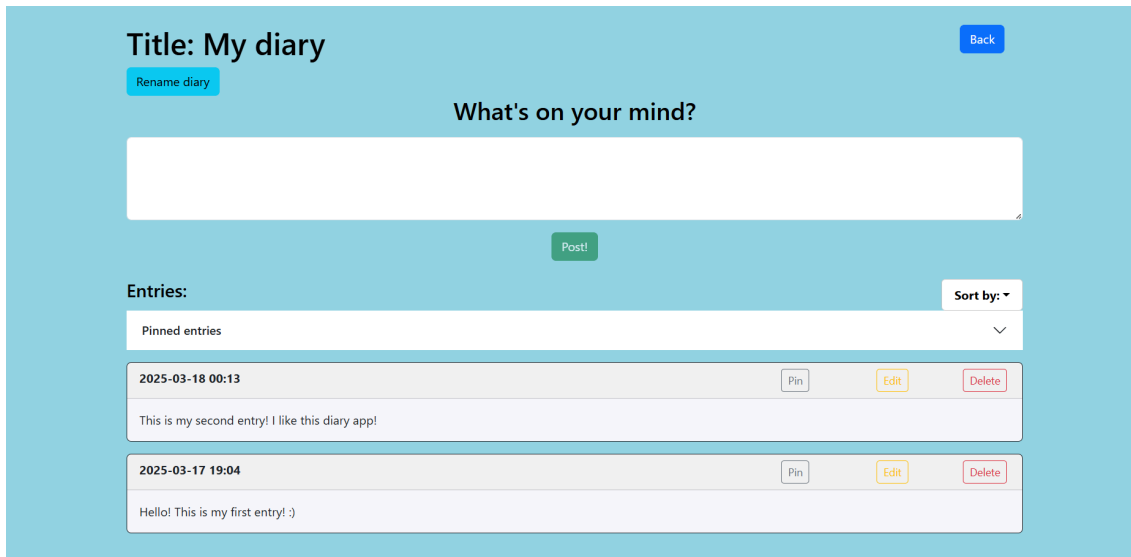 Title: My diary
Back
Rename diary
What's on your mind?
Post!
Entries:
Sort by:
Pinned entries
2025-03-18 00:13 Pin Edit Delete
This is my second entry! I like this diary app!
2025-03-17 19:04 Pin Edit Delete
Hello! This is my first entry! :)